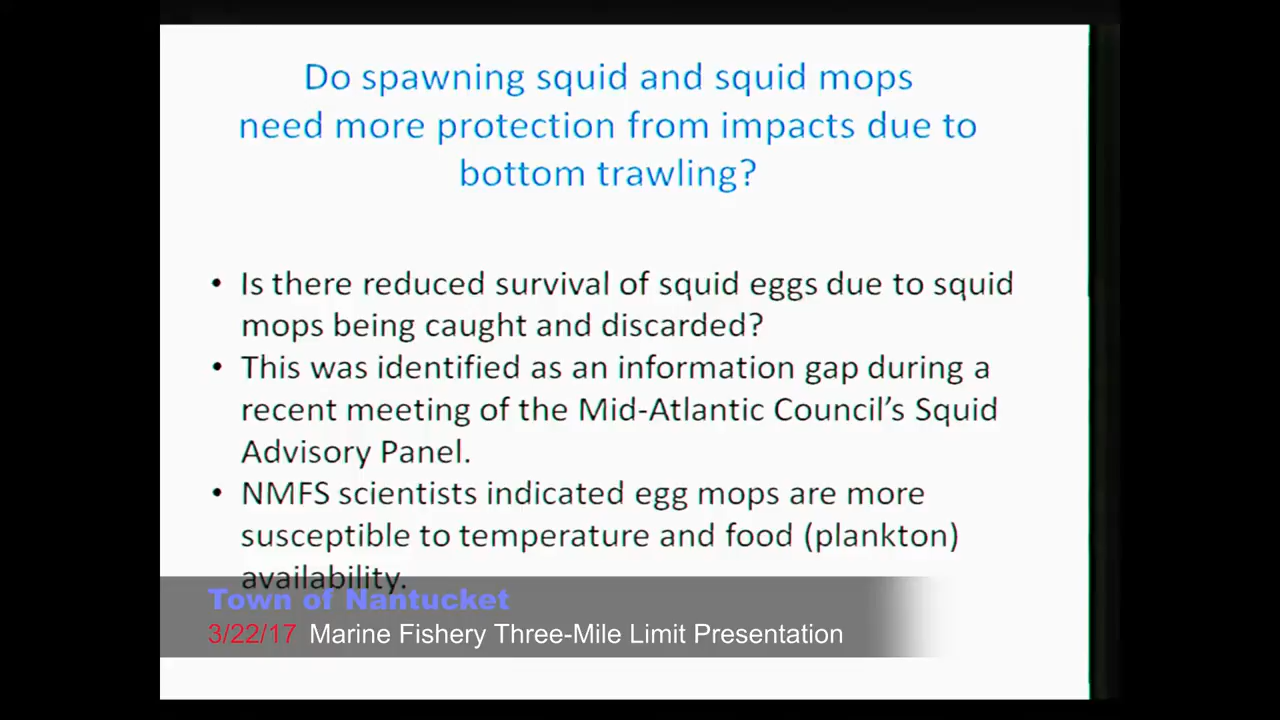 Do spawning squid and squid mops
need more protection from impacts due to
bottom trawling?
• Is there reduced survival of squid eggs due to squid
mops being caught and discarded?
• This was identified as an information gap during a
recent meeting of the Mid-Atlantic Council’s Squid
Advisory Panel.
• NMFS scientists indicated egg mops are more
susceptible to temperature and food (plankton)
availability.
Town of Nantucket
3/22/17 Marine Fishery Three-Mile Limit Presentation